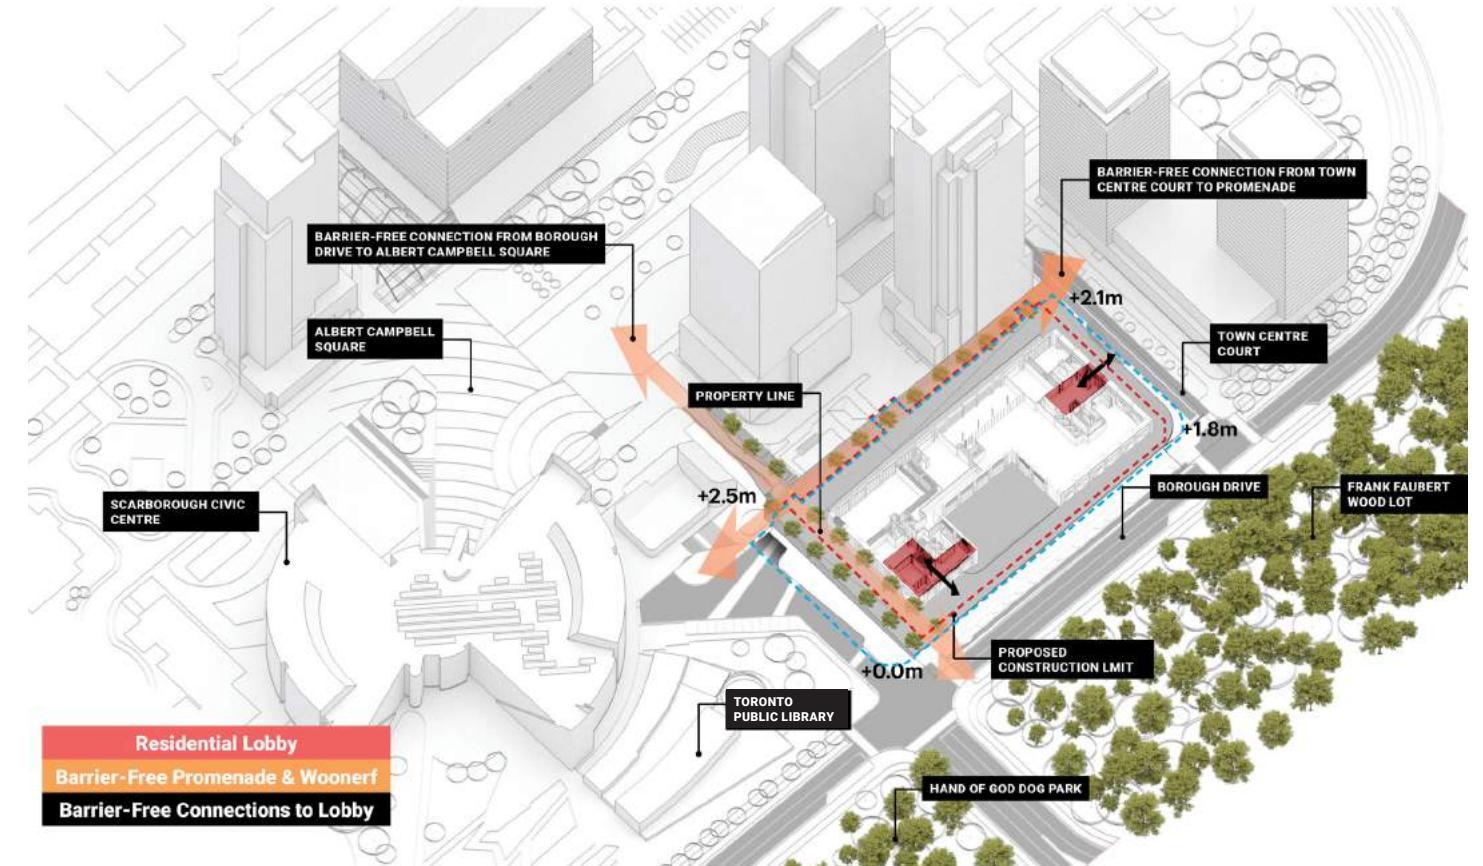 BARRIER-FREE CONNECTION FROM TOWN
CENTRE COURT TO PROMENADE
BARRIER-FREE CONNECTION FROM BOROUGH
DRIVE TO ALBERT CAMPBELL SQUARE
+2.1m
ALBERT CAMPBELL
SQUARE
TOWN CENTRE
COURT
PROPERTY LINE
+1.8m
+2.5m
SCARBOROUGH CIVIC
CENTRE
BOROUGH DRIVE
FRANK FAUBERT
WOOD LOT
PROPOSED
CONSTRUCTION LMIT
+0.0m
TORONTO
PUBLIC LIBRARY
Residential Lobby
Barrier-Free Promenade & Woonerf
Barrier-Free Connections to Lobby
HAND OF GOD DOG PARK